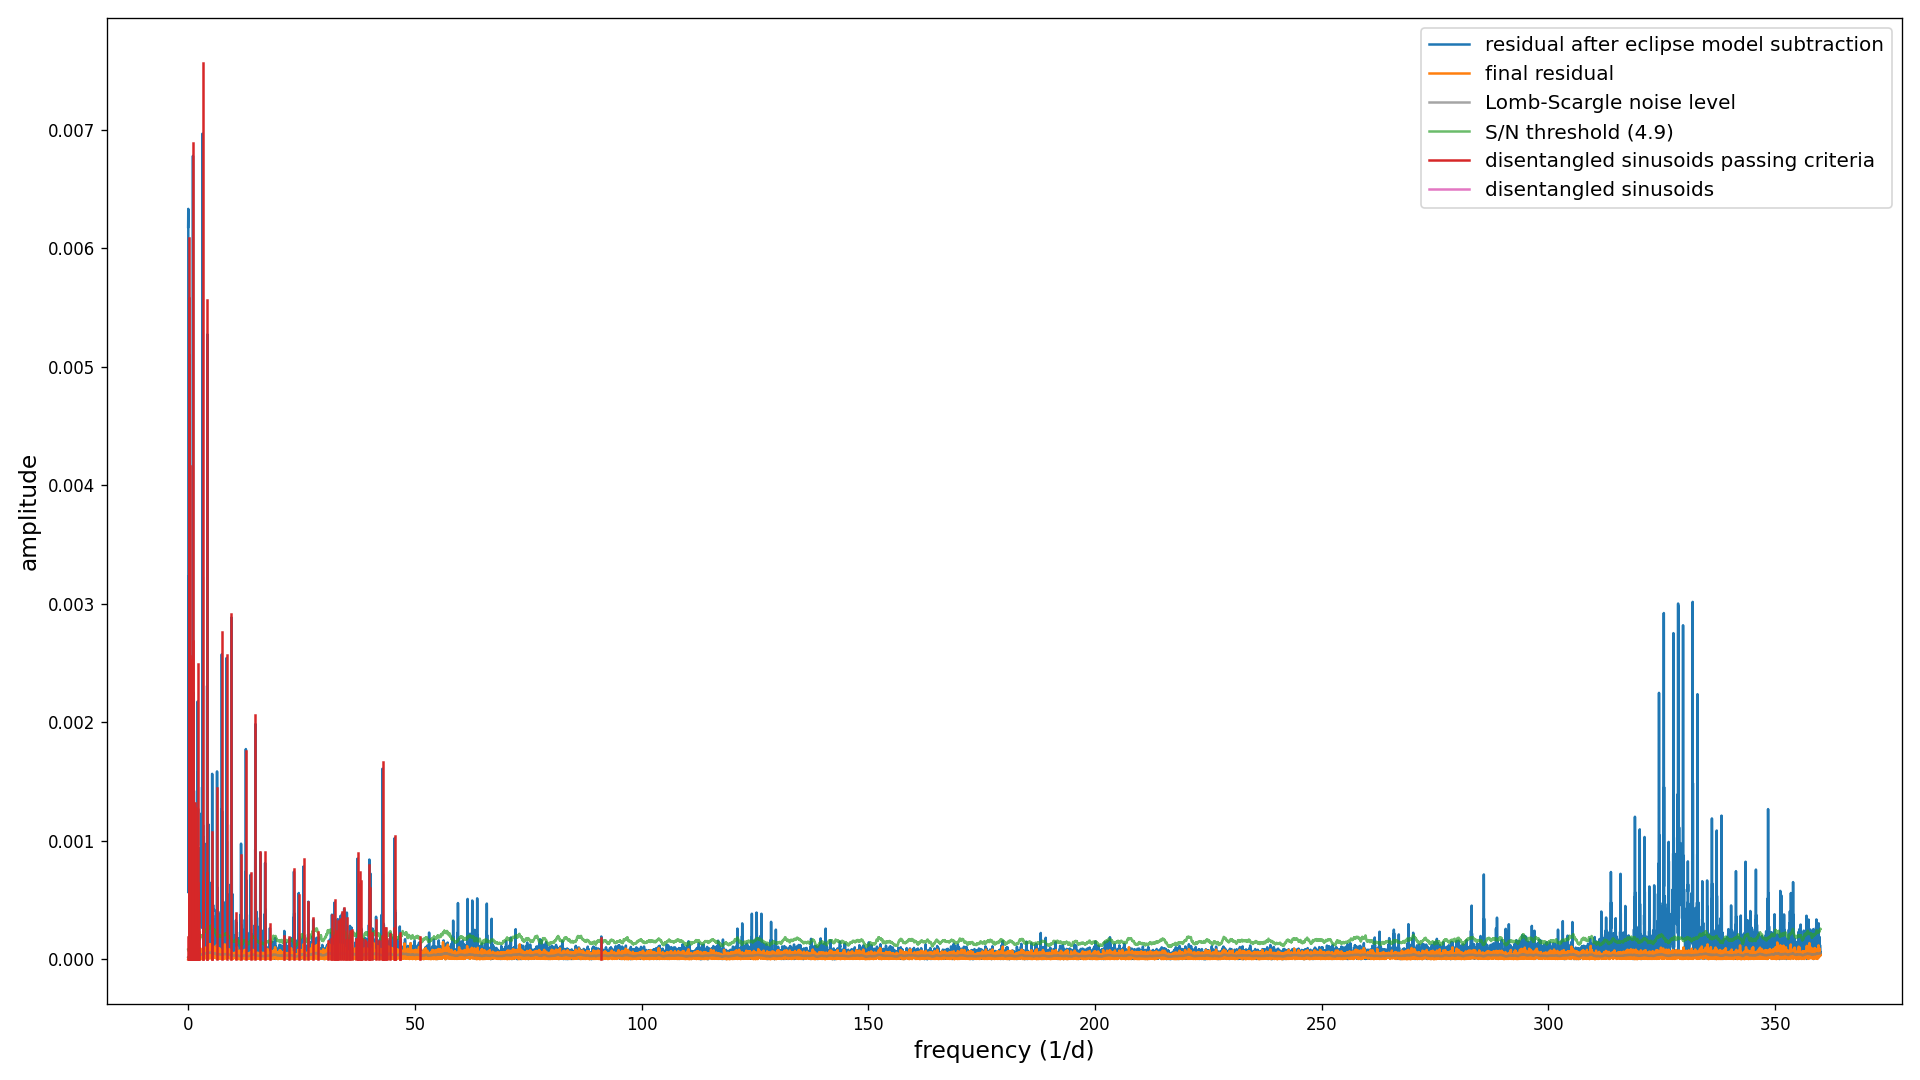 residual after eclipse model subtraction
final residual
Lomb-Scargle noise level
S/N threshold (4.9)
disentangled sinusoids passing criteria
disentangled sinusoids
0.007
0.006
0.005
0.004
0.003
0.002
0.001
0.000
amplitude
0 50 100 150 200 250 300 350
frequency (1/d)